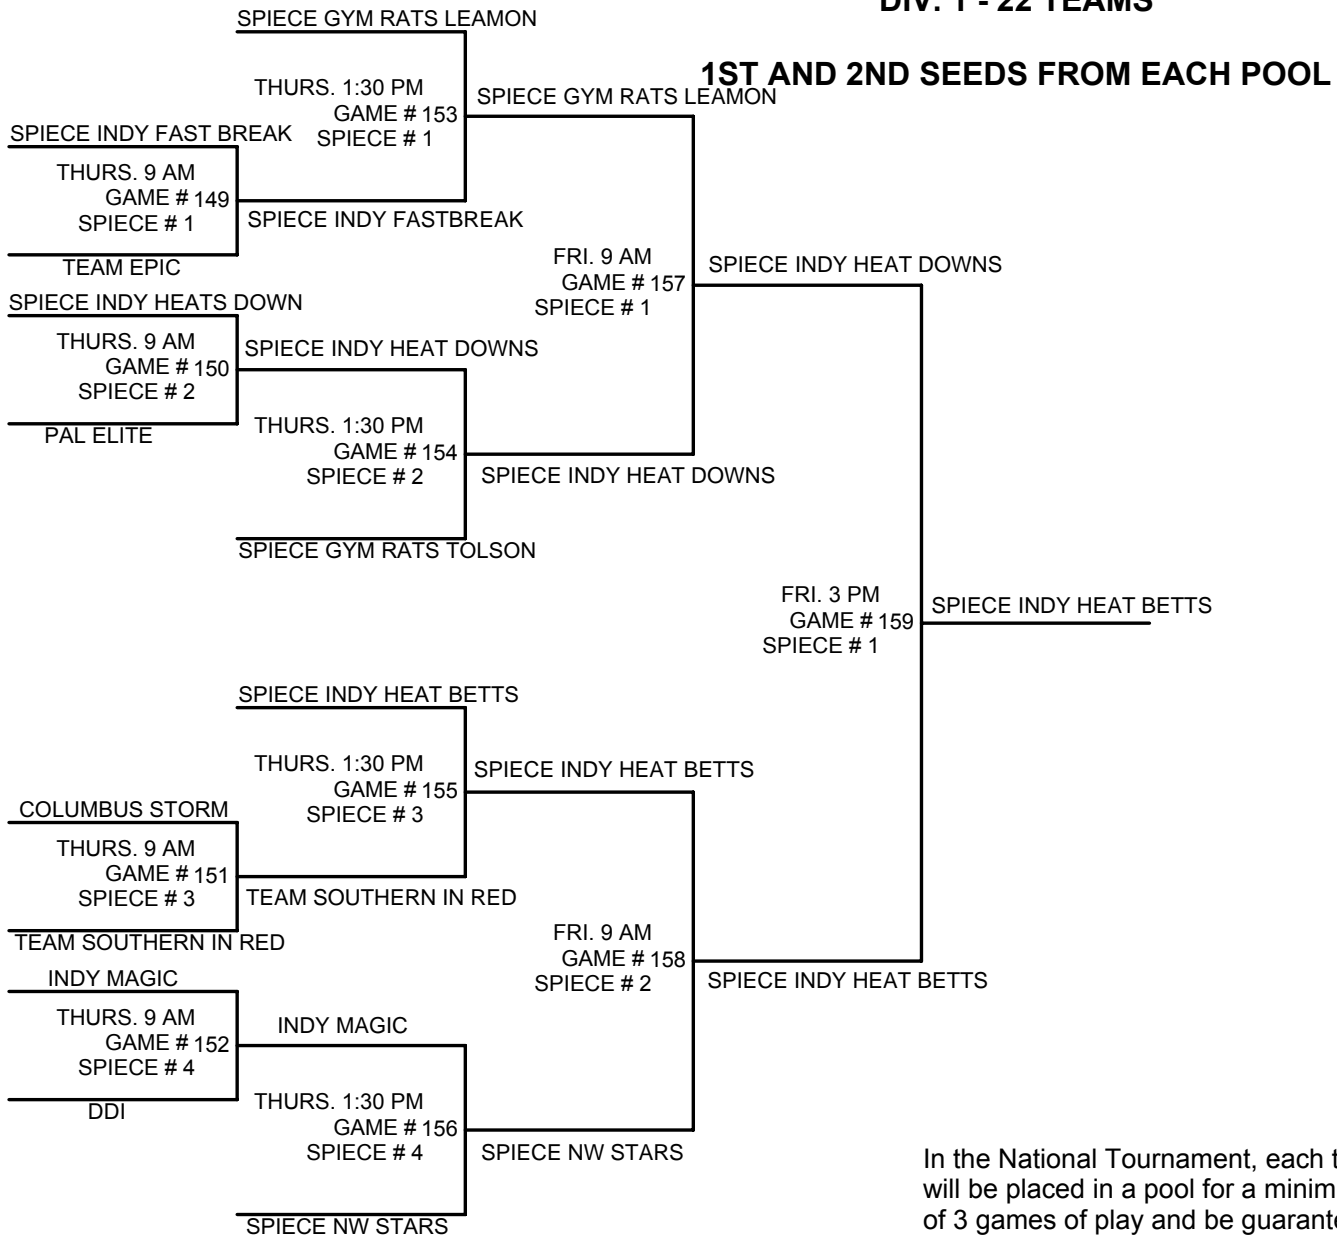 DIV. 1 - 22 TEAMS
1ST AND 2ND SEEDS FROM EACH POOL
SPIECE GYM RATS LEAMON
THURS. 1:30 PM
GAME # 153
SPIECE # 1
SPIECE GYM RATS LEAMON
SPIECE INDY FAST BREAK
THURS. 9 AM
GAME # 149
SPIECE # 1
SPIECE INDY FASTBREAK
TEAM EPIC
FRI. 9 AM
GAME # 157
SPIECE # 1
SPIECE INDY HEAT DOWNS
SPIECE INDY HEATS DOWN
THURS. 9 AM
GAME # 150
SPIECE # 2
SPIECE INDY HEAT DOWNS
PAL ELITE
THURS. 1:30 PM
GAME # 154
SPIECE # 2
SPIECE INDY HEAT DOWNS
SPIECE GYM RATS TOLSON
FRI. 3 PM
GAME # 159
SPIECE # 1
SPIECE INDY HEAT BETTS
SPIECE INDY HEAT BETTS
THURS. 1:30 PM
GAME # 155
SPIECE # 3
SPIECE INDY HEAT BETTS
COLUMBUS STORM
THURS. 9 AM
GAME # 151
SPIECE # 3
TEAM SOUTHERN IN RED
TEAM SOUTHERN IN RED
FRI. 9 AM
GAME # 158
SPIECE # 2
SPIECE INDY HEAT BETTS
INDY MAGIC
THURS. 9 AM
GAME # 152
SPIECE # 4
INDY MAGIC
DDI
THURS. 1:30 PM
GAME # 156
SPIECE # 4
SPIECE NW STARS
SPIECE NW STARS
In the National Tournament, each
will be placed in a pool for a
of 3 games of play and be